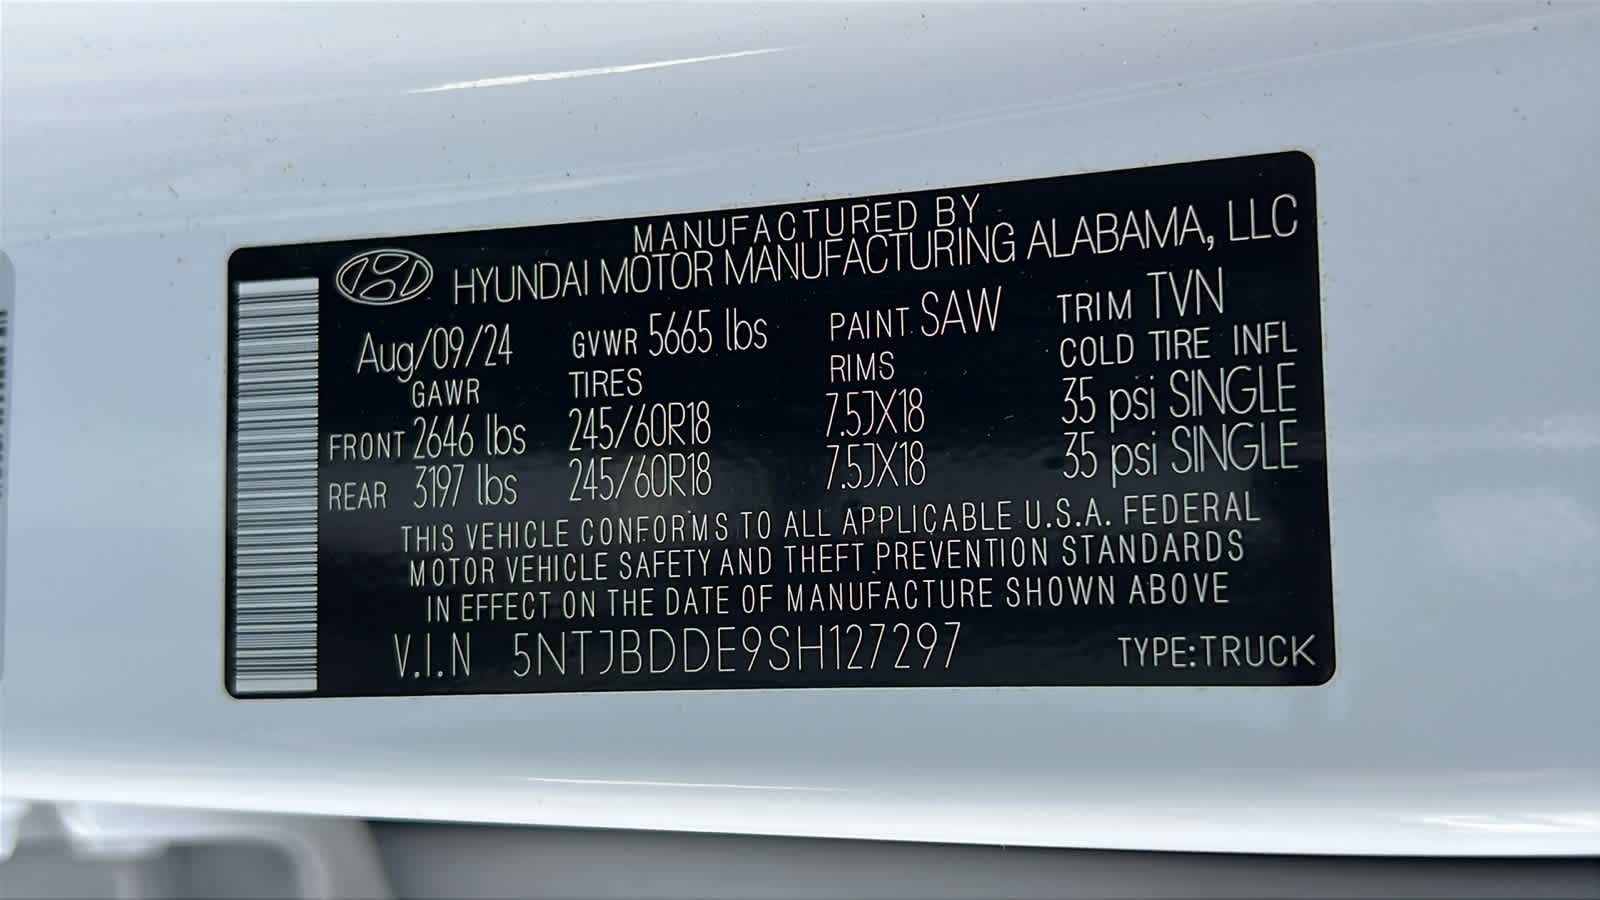 MANUFACTURED BY
HYUNDAI MOTOR MANUFACTURING ALABAMA, LLC
Aug/09/24 GVWR 5665 lbs PAINT SAW TRIM TVN
GAWR TIRES RIMS COLD TIRE INFL
FRONT 2646 lbs 245/60R18 7.5JX18 35 psi SINGLE
REAR 3197 lbs 245/60R18 7.5JX18 35 psi SINGLE
THIS VEHICLE CONFORMS TO ALL APPLICABLE U.S.A. FEDERAL
MOTOR VEHICLE SAFETY AND THEFT PREVENTION STANDARDS
IN EFFECT ON THE DATE OF MANUFACTURE SHOWN ABOVE
V.I.N 5NTJBDDE9SH127297 TYPE:TRUCK